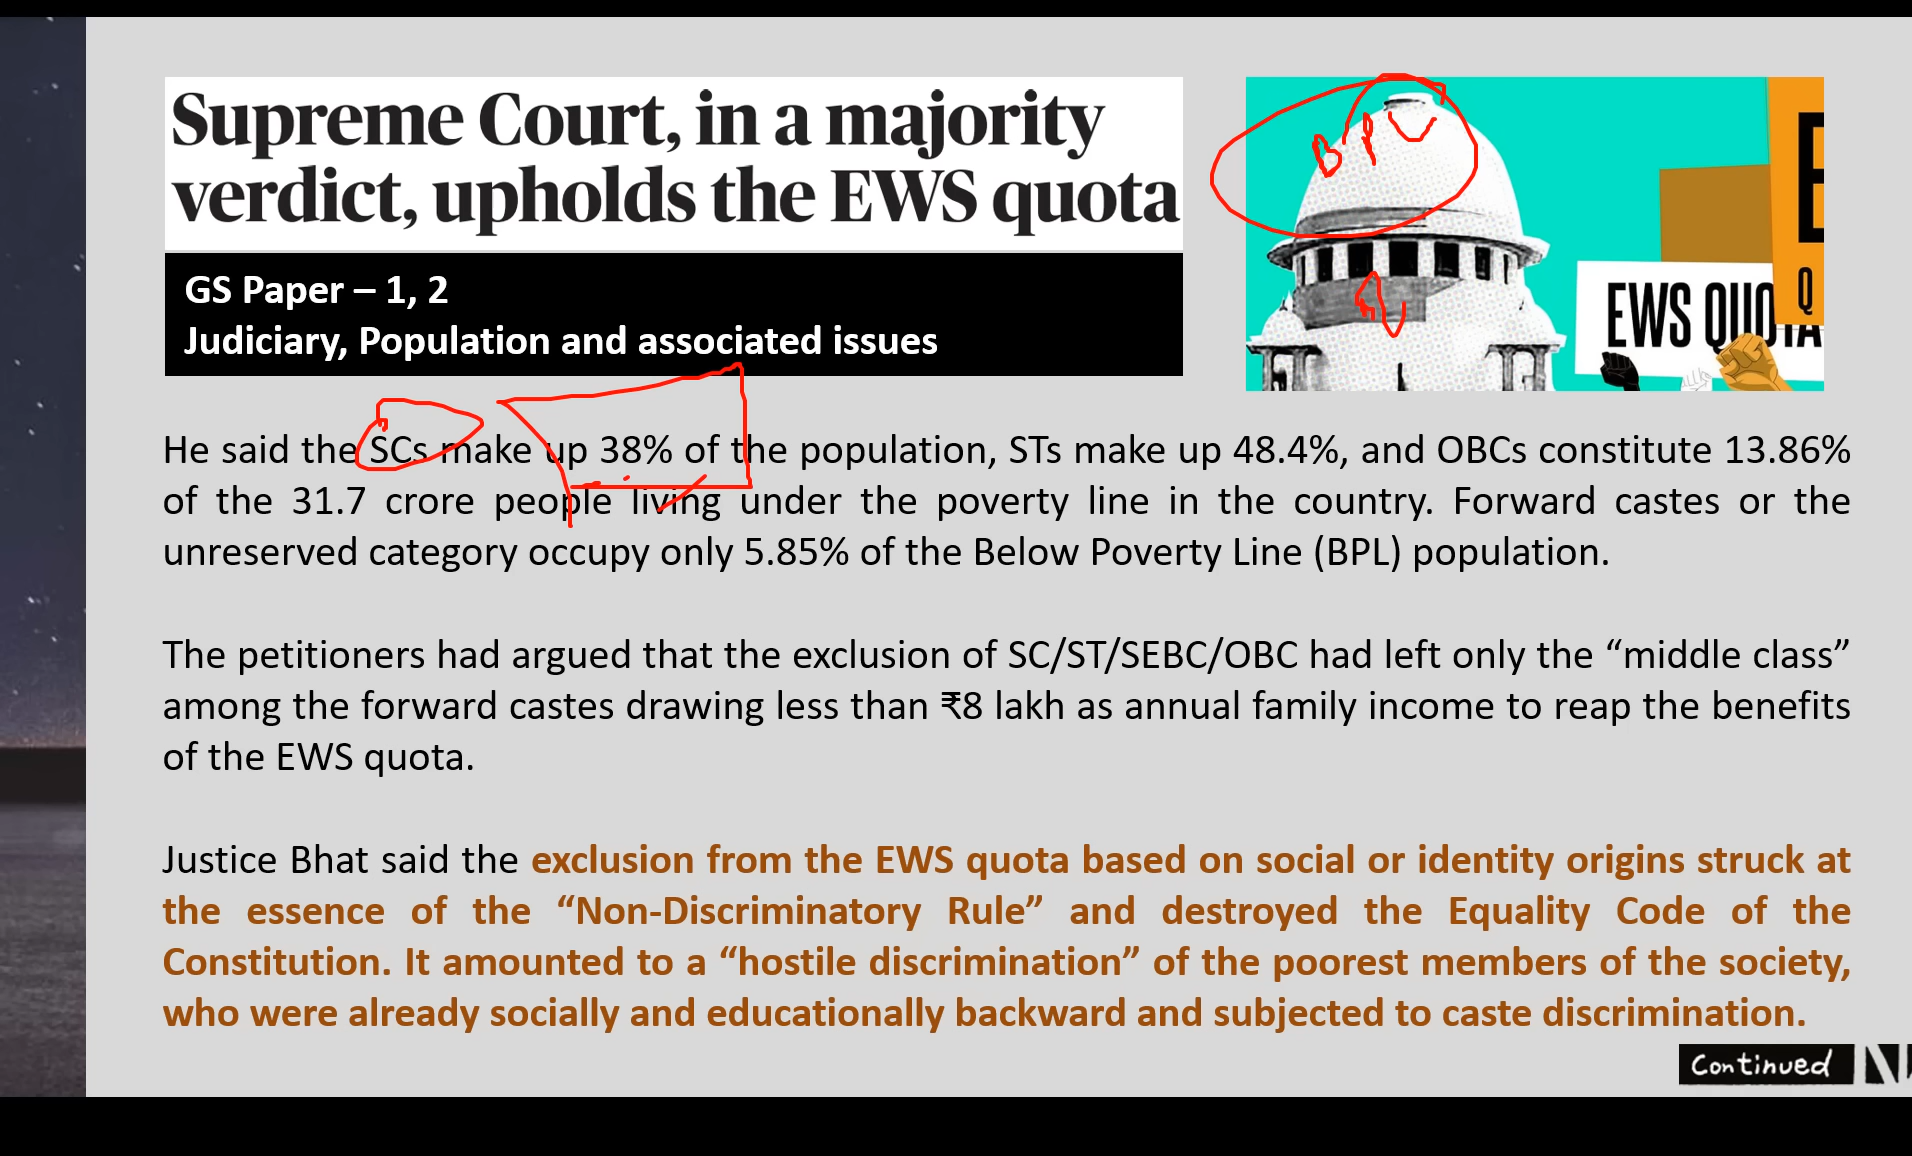 Supreme Court, in a majority
verdict, upholds the EWS quota
GS Paper – 1, 2
Judiciary, Population and associated issues
EWS QUOTA
E
Q
He said the SCs make up 38% of the population, STs make up 48.4%, and OBCs constitute 13.86%
of the 31.7 crore people living under the poverty line in the country. Forward castes or the
unreserved category occupy only 5.85% of the Below Poverty Line (BPL) population.
The petitioners had argued that the exclusion of SC/ST/SEBC/OBC had left only the “middle class”
among the forward castes drawing less than ₹8 lakh as annual family income to reap the benefits
of the EWS quota.
Justice Bhat said the exclusion from the EWS quota based on social or identity origins struck at
the essence of the “Non-Discriminatory Rule” and destroyed the Equality Code of the
Constitution. It amounted to a “hostile discrimination” of the poorest members of the society,
who were already socially and educationally backward and subjected to caste discrimination.
Continued